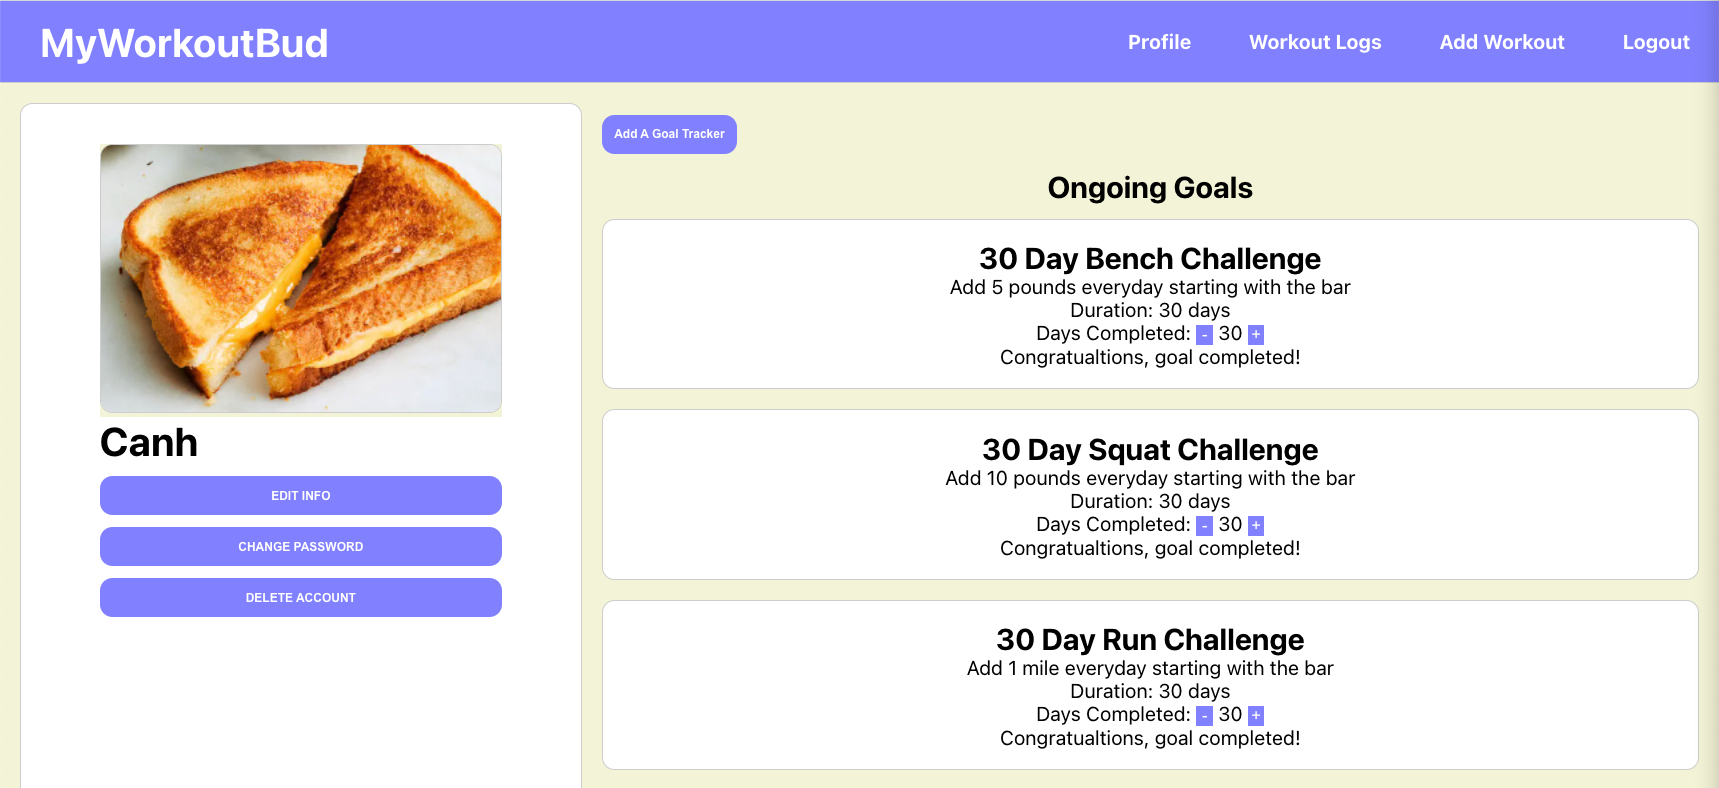 MyWorkoutBud
Profile
Workout Logs
Add Workout
Logout
Canh
EDIT INFO
CHANGE PASSWORD
DELETE ACCOUNT
Add A Goal Tracker
Ongoing Goals
30 Day Bench Challenge
Add 5 pounds everyday starting with the bar
Duration: 30 days
Days Completed: - 30 +
Congratualtions, goal completed!
30 Day Squat Challenge
Add 10 pounds everyday starting with the bar
Duration: 30 days
Days Completed: - 30 +
Congratualtions, goal completed!
30 Day Run Challenge
Add 1 mile everyday starting with the bar
Duration: 30 days
Days Completed: - 30 +
Congratualtions, goal completed!